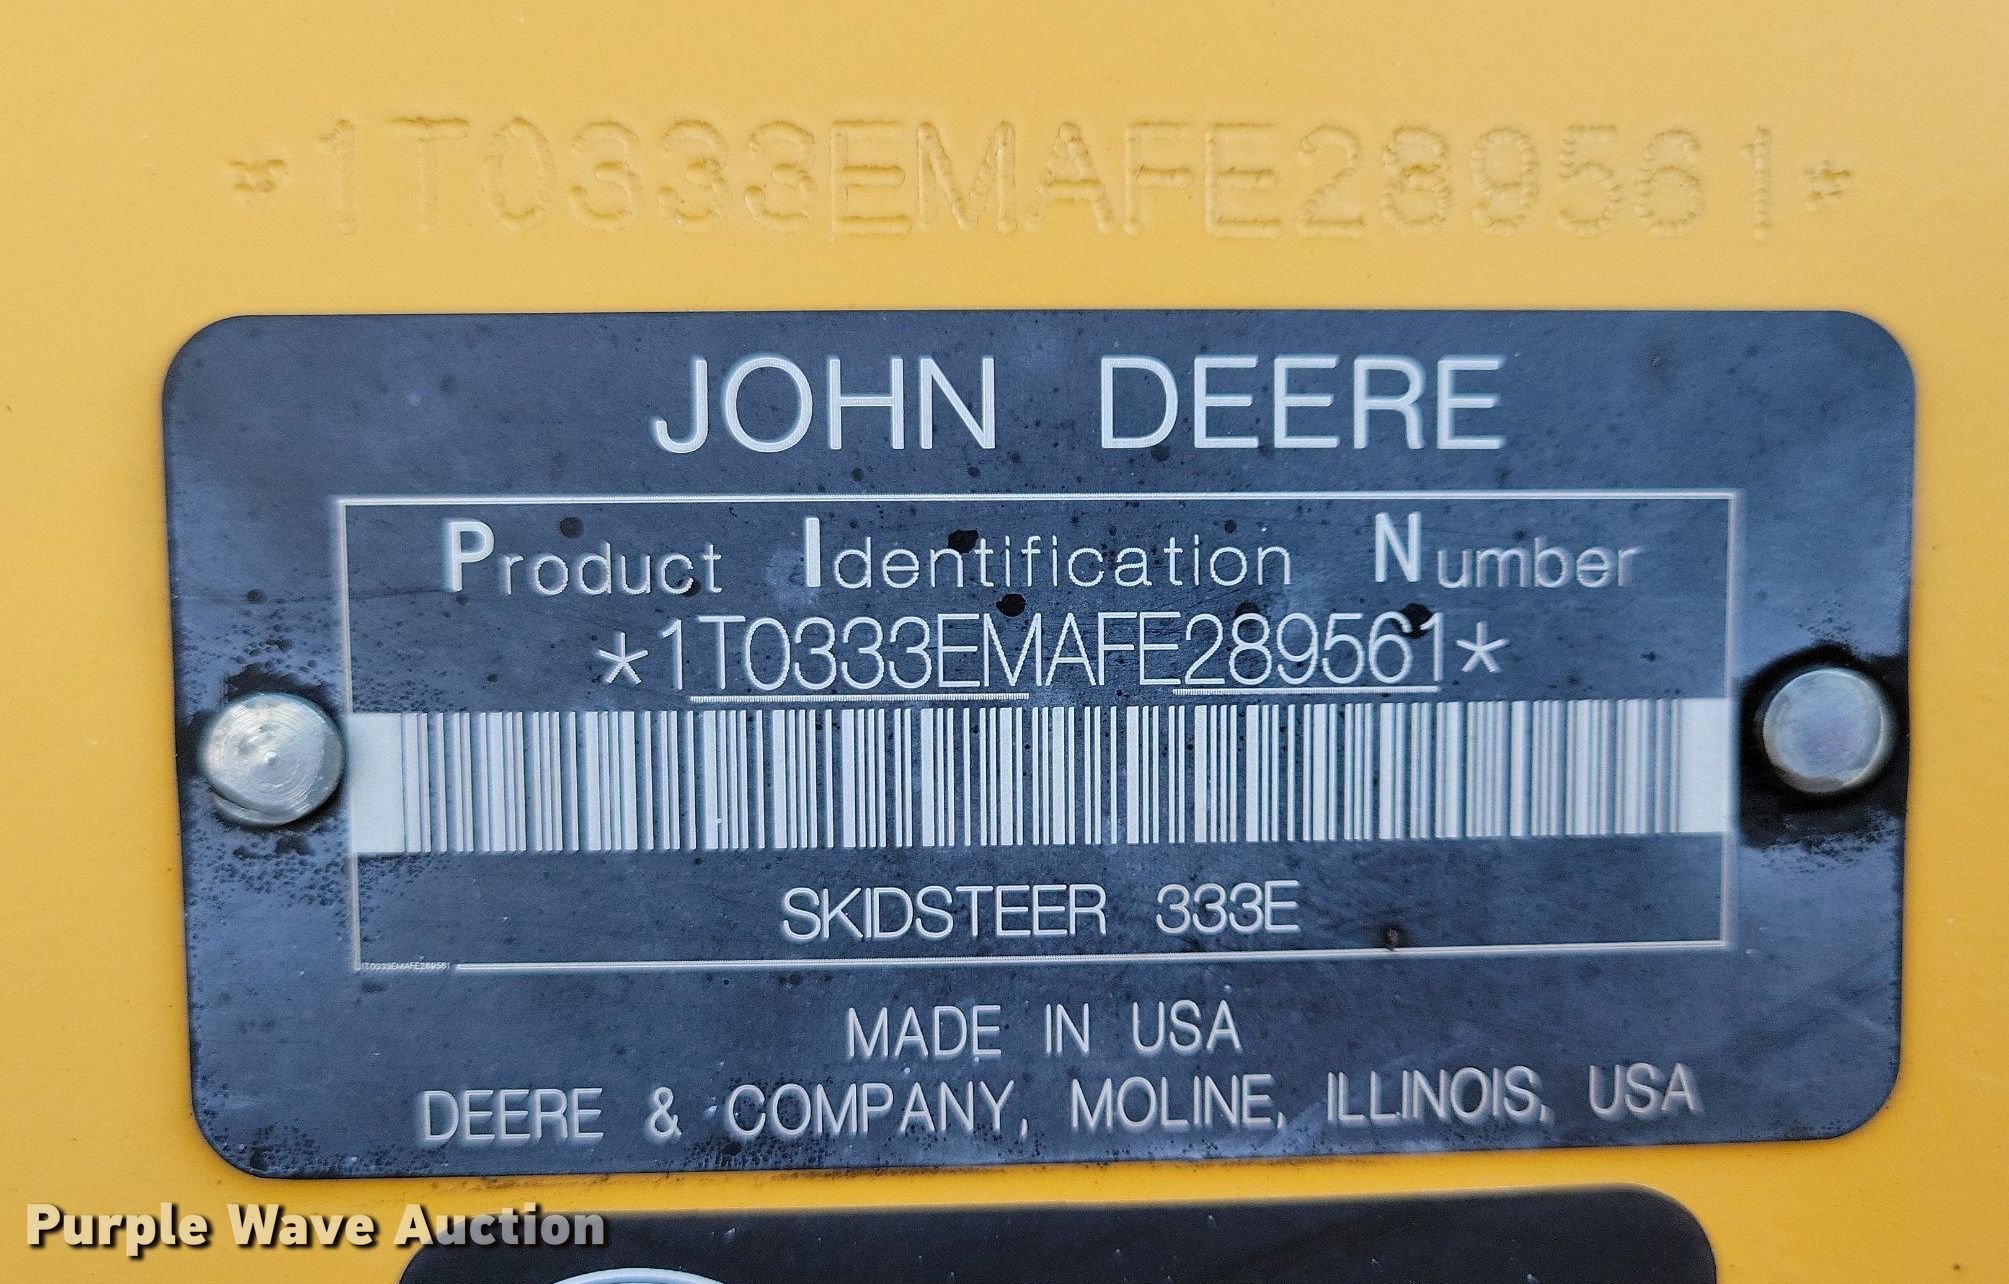 *1T0333EMAFE289561*
JOHN DEERE
Product Identification Number
*1T0333EMAFE289561*
SKIDSTEER 333E
1T0333EMAFE289561
MADE IN USA
DEERE & COMPANY, MOLINE, ILLINOIS, USA
Purple Wave Auction